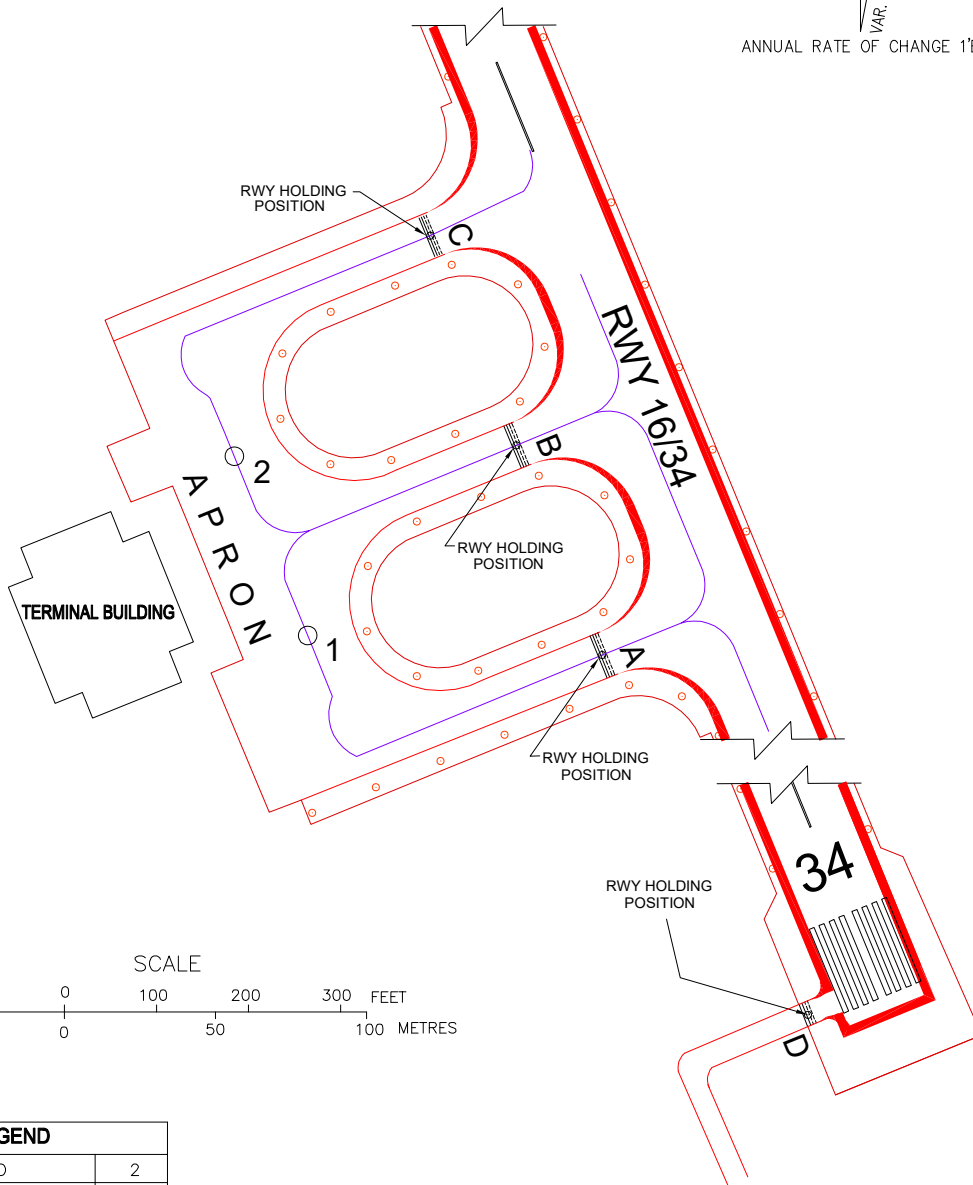 VAR.
ANNUAL RATE OF CHANGE 1'E
RWY HOLDING
POSITION
C
RWY 16/34
B
2
APRON
RWY HOLDING
POSITION
TERMINAL BUILDING
1
A
RWY HOLDING
POSITION
34
RWY HOLDING
POSITION
D
SCALE
0 100 200 300 FEET
0 50 100 METRES
GEND
2